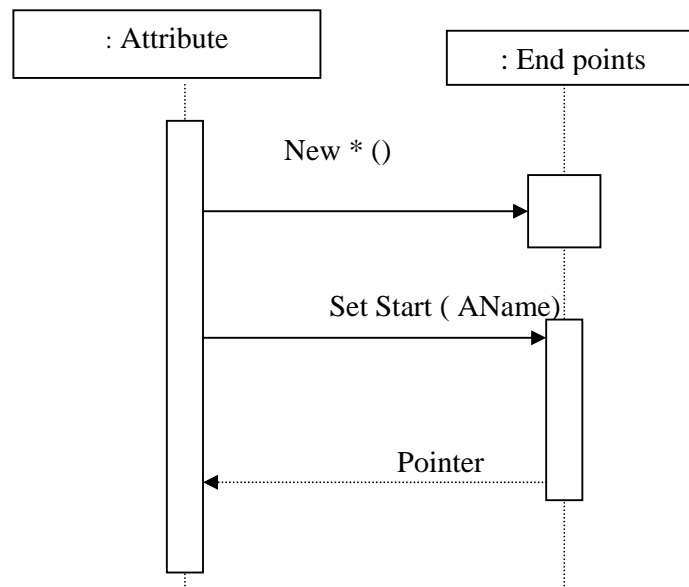 : Attribute
: End points
New * ()
Set Start ( AName)
Pointer